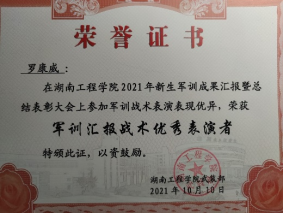 荣誉证书
罗康威：
在湖南工程学院2021年新生军训成果汇报暨总
结表彰大会上参加军训战术表演表现优异，荣获
军训汇报战术优秀表演者
特颁此证，以资鼓励。
湖南工程学院武装部
2021年10月10日